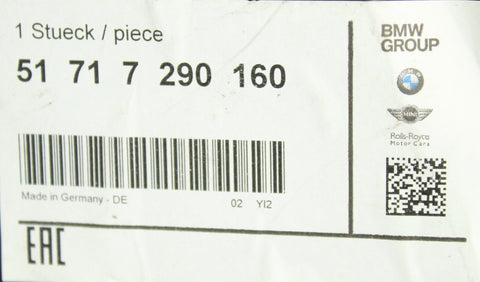 1 Stueck / piece
51 71 7 290 160
Made in Germany - DE 02 YI2
EAC
BMW
GROUP
BMW
MINI
Rolls-Royce
Motor Cars